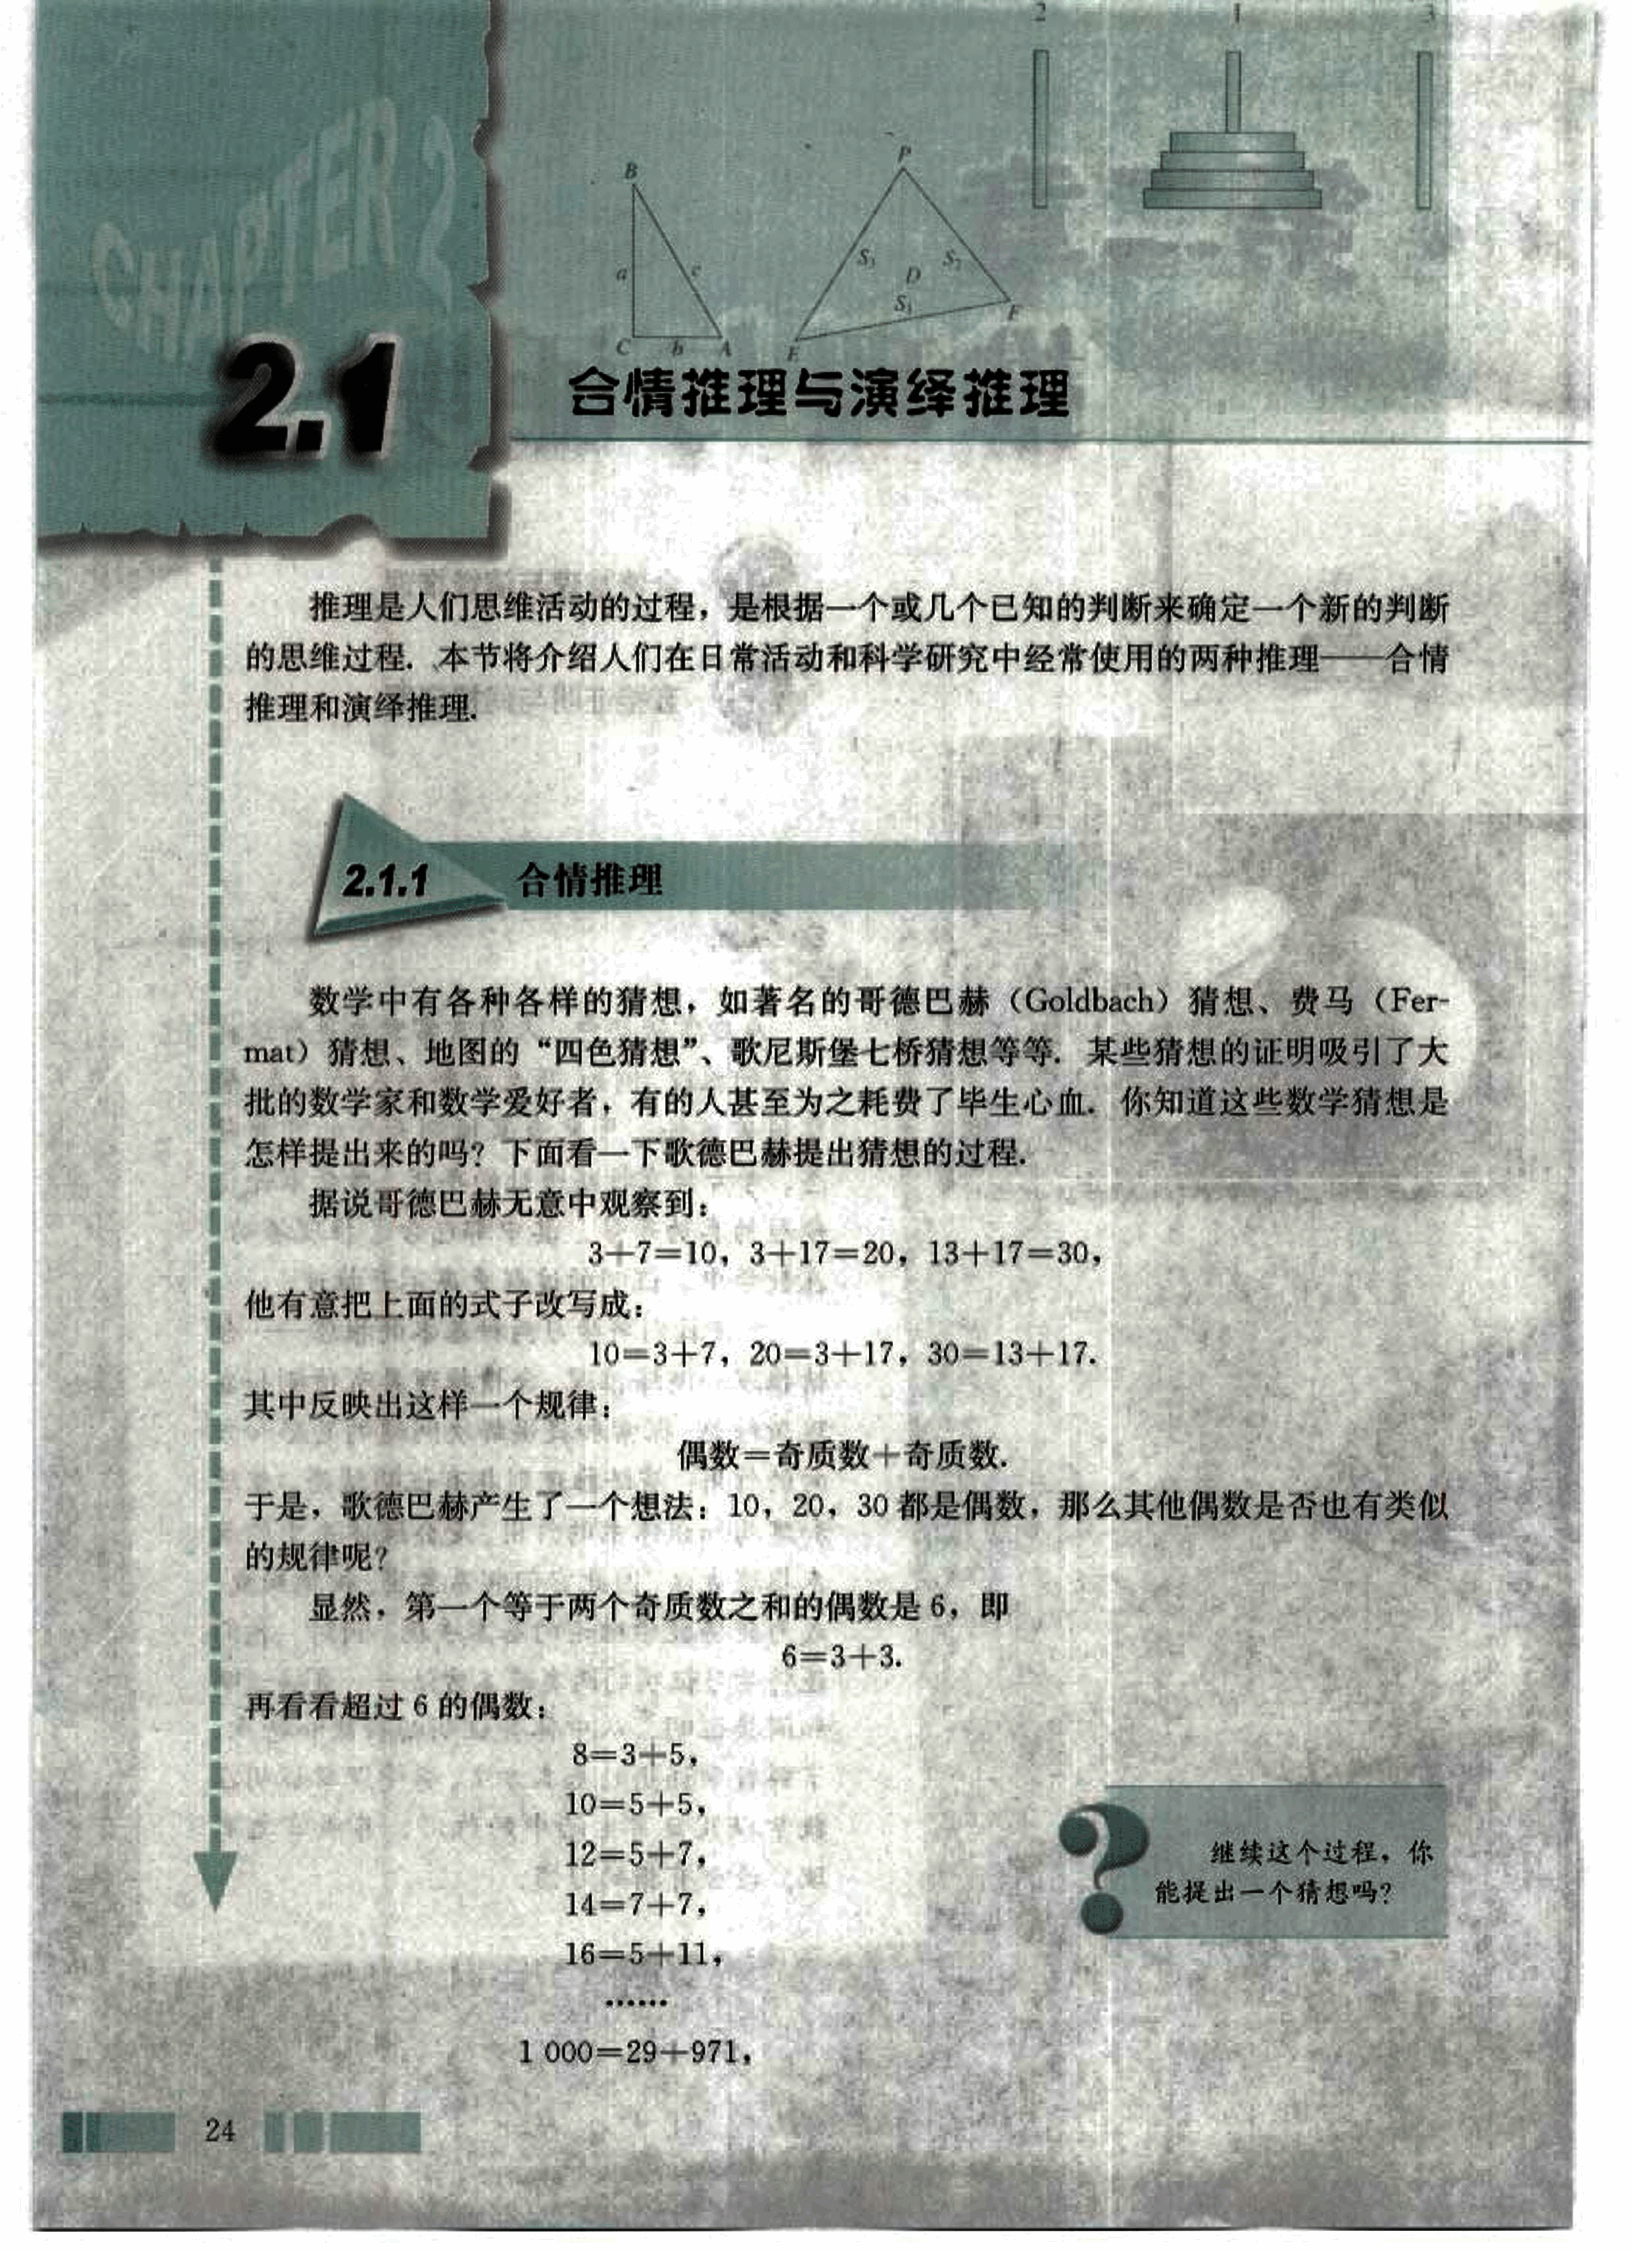 CHAPTER 2
2 1 3
B
P
a c
S₃ D S₂
S₁
F
C b A
E
2.1 合情推理与演绎推理
推理是人们思维活动的过程，是根据一个或几个已知的判断来确定一个新的判断
的思维过程. 本节将介绍人们在日常活动和科学研究中经常使用的两种推理——合情
推理和演绎推理.
2.1.1 合情推理
数学中有各种各样的猜想，如著名的哥德巴赫（Goldbach）猜想、费马（Fer-
mat）猜想、地图的“四色猜想”、歌尼斯堡七桥猜想等等. 某些猜想的证明吸引了大
批的数学家和数学爱好者，有的人甚至为之耗费了毕生心血. 你知道这些数学猜想是
怎样提出来的吗？下面看一下歌德巴赫提出猜想的过程.
据说哥德巴赫无意中观察到：
3＋7＝10，3＋17＝20，13＋17＝30，
他有意把上面的式子改写成：
10＝3＋7，20＝3＋17，30＝13＋17.
其中反映出这样一个规律：
偶数＝奇质数＋奇质数.
于是，歌德巴赫产生了一个想法：10，20，30 都是偶数，那么其他偶数是否也有类似
的规律呢？
显然，第一个等于两个奇质数之和的偶数是 6，即
6＝3＋3.
再看看超过 6 的偶数：
8＝3＋5，
10＝5＋5，
12＝5＋7，
14＝7＋7，
16＝5＋11，
……
1 000＝29＋971，
?
继续这个过程，你
能提出一个猜想吗？
24